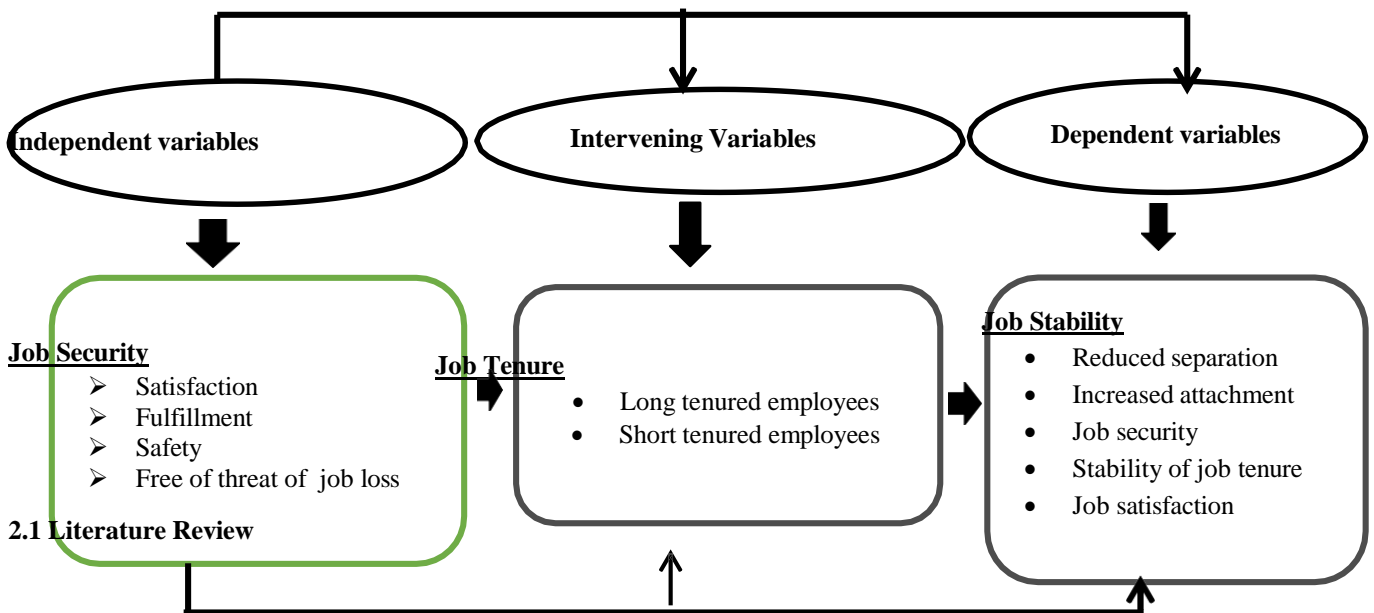 Independent variables
Intervening Variables
Dependent variables
Job Security
➢ Satisfaction
➢ Fulfillment
➢ Safety
➢ Free of threat of job loss
2.1 Literature Review
Job Tenure
• Long tenured employees
• Short tenured employees
Job Stability
• Reduced separation
• Increased attachment
• Job security
• Stability of job tenure
• Job satisfaction